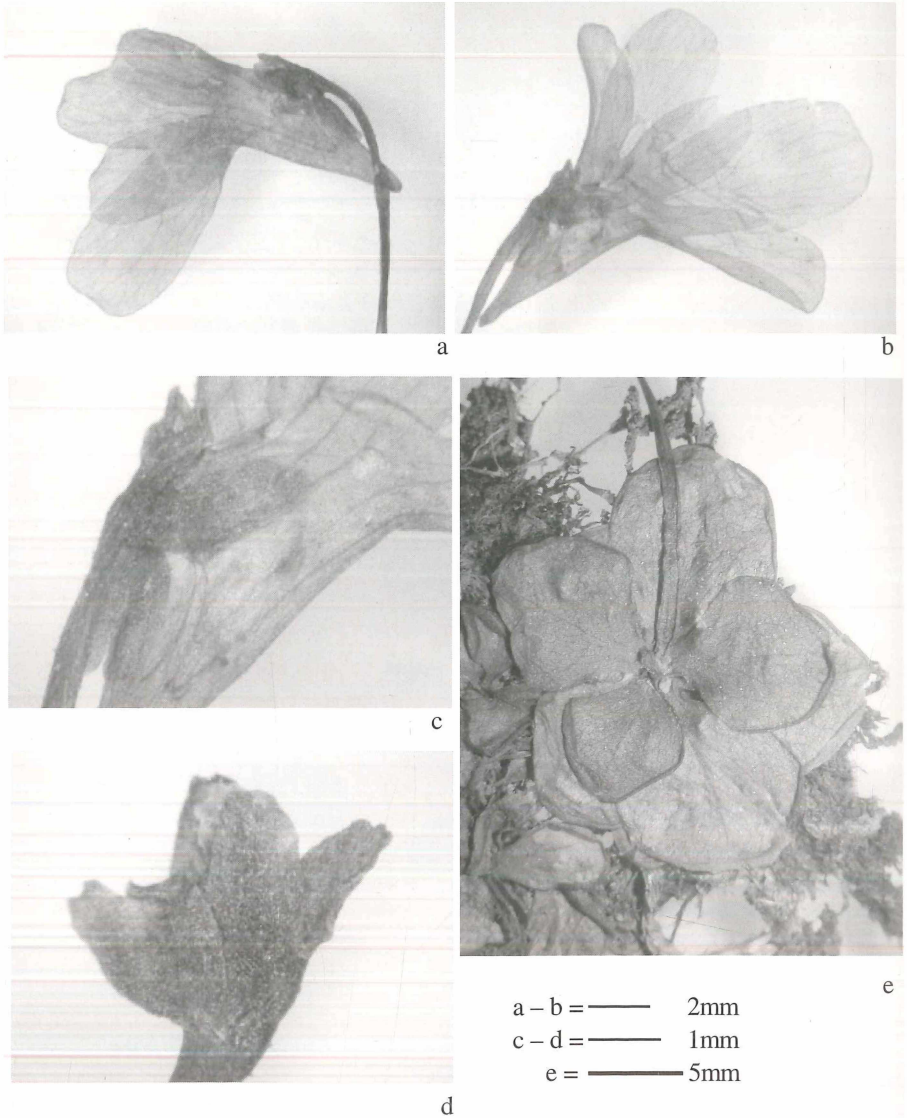 a
b
c
d
e
a – b = 2mm
c – d = 1mm
e = 5mm